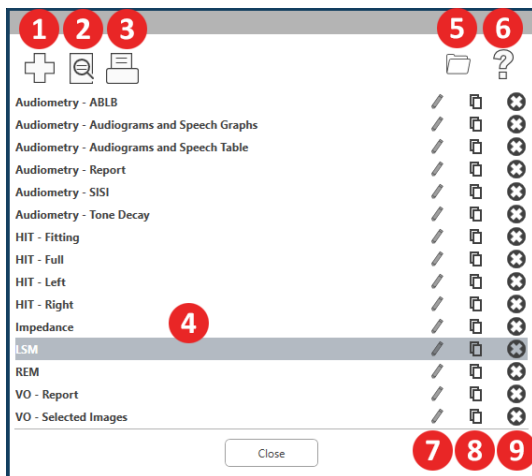 1 2 3 5 6
Audiometry - ABLB
Audiometry - Audiograms and Speech Graphs
Audiometry - Audiograms and Speech Table
Audiometry - Report
Audiometry - SISI
Audiometry - Tone Decay
HIT - Fitting
HIT - Full
HIT - Left
HIT - Right
Impedance 4
LSM
REM
VO - Report
VO - Selected Images
Close 7 8 9